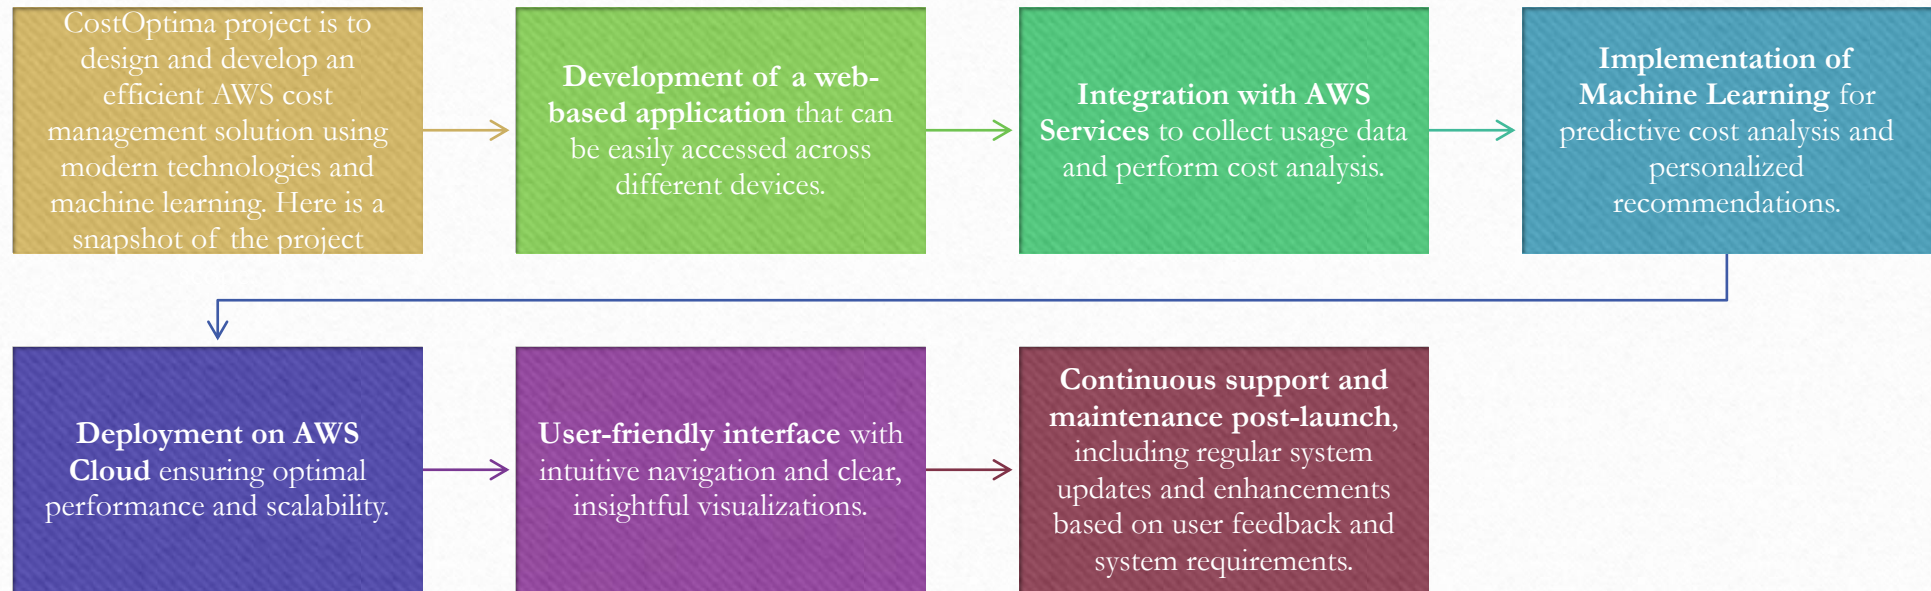 CostOptima project is to
design and develop an
efficient AWS cost
management solution using
modern technologies and
machine learning. Here is a
snapshot of the project
Development of a web-
based application that can
be easily accessed across
different devices.
Integration with AWS
Services to collect usage data
and perform cost analysis.
Implementation of
Machine Learning for
predictive cost analysis and
personalized
recommendations.
Deployment on AWS
Cloud ensuring optimal
performance and scalability.
User-friendly interface with
intuitive navigation and clear,
insightful visualizations.
Continuous support and
maintenance post-launch,
including regular system
updates and enhancements
based on user feedback and
system requirements.